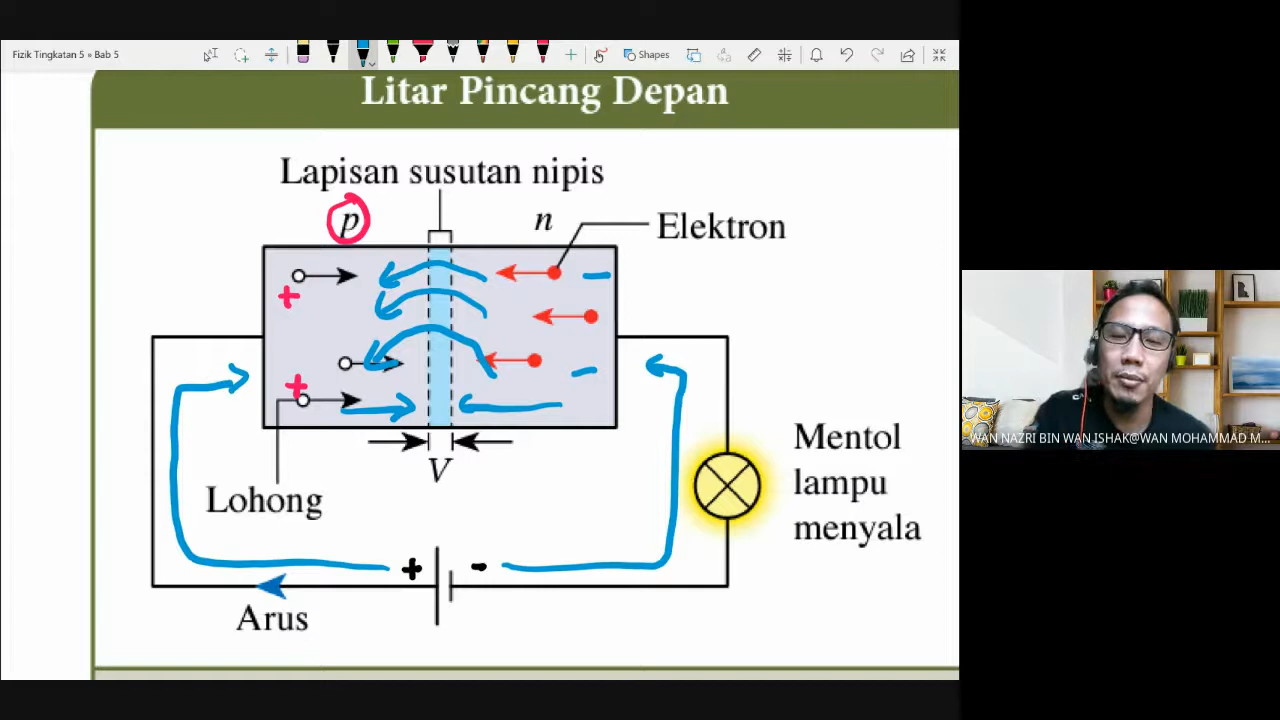 Fizik Tingkatan 5 » Bab 5
Shapes
Litar Pincang Depan
Lapisan susutan nipis
p
n
Elektron
+
−
+
−
V
Lohong
Mentol
lampu
menyala
+
-
Arus
WAN NAZRI BIN WAN ISHAK@WAN MOHAMMAD M...